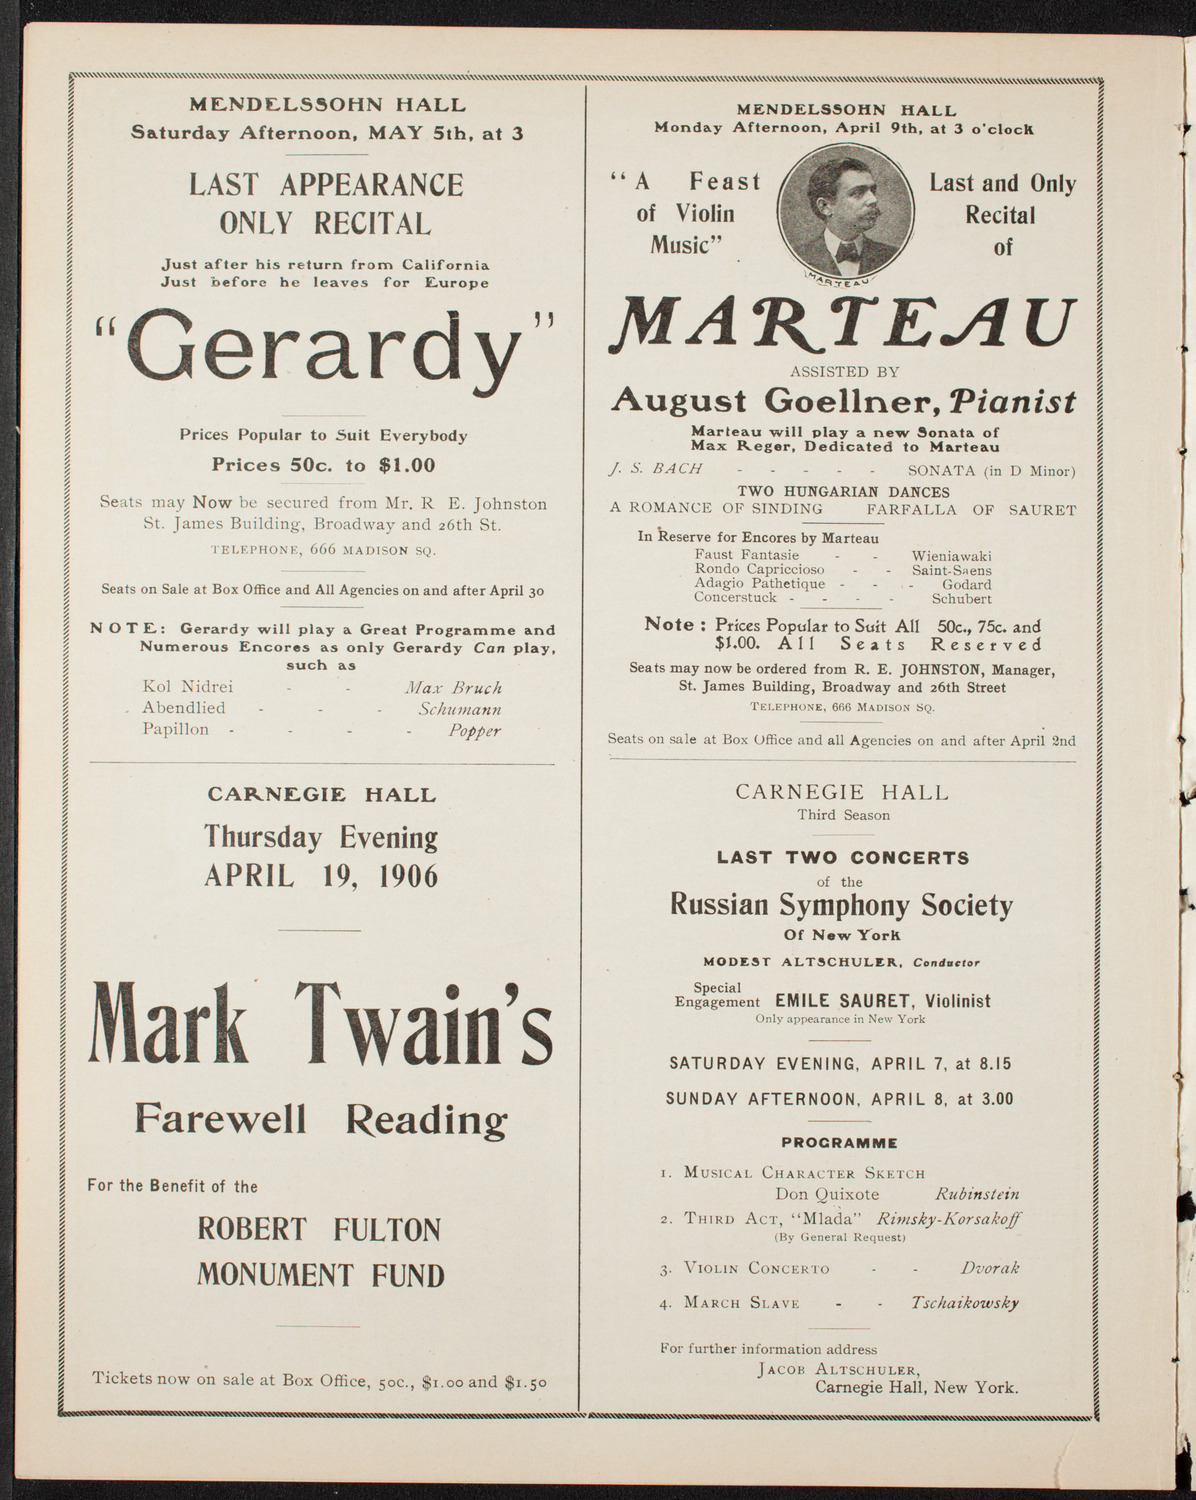 MENDELSSOHN HALL
Saturday Afternoon, MAY 5th, at 3
LAST APPEARANCE
ONLY RECITAL
Just after his return from California
Just before he leaves for Europe
"Gerardy"
Prices Popular to Suit Everybody
Prices 50c. to $1.00
Seats may Now be secured from Mr. R E. Johnston
St. James Building, Broadway and 26th St.
TELEPHONE, 666 MADISON SQ.
Seats on Sale at Box Office and All Agencies on and after April 30
NOTE: Gerardy will play a Great Programme and
Numerous Encores as only Gerardy Can play,
such as
Kol Nidrei - - Max Bruch
Abendlied - - - Schumann
Papillon - - - - Popper
CARNEGIE HALL
Thursday Evening
APRIL 19, 1906
Mark Twain's
Farewell Reading
For the Benefit of the
ROBERT FULTON
MONUMENT FUND
Tickets now on sale at Box Office, 50c., $1.00 and $1.50
MENDELSSOHN HALL
Monday Afternoon, April 9th, at 3 o'clock
"A Feast
of Violin
Music"
MARTEAU
Last and Only
Recital
of
MARTEAU
ASSISTED BY
August Goellner, Pianist
Marteau will play a new Sonata of
Max Reger, Dedicated to Marteau
J. S. BACH - - - - - SONATA (in D Minor)
TWO HUNGARIAN DANCES
A ROMANCE OF SINDING FARFALLA OF SAURET
In Reserve for Encores by Marteau
Faust Fantasie - - Wieniawaki
Rondo Capriccioso - - Saint-Saens
Adagio Pathetique - - - Godard
Concerstuck - - - - Schubert
Note : Prices Popular to Suit All 50c., 75c. and
$1.00. All Seats Reserved
Seats may now be ordered from R. E. JOHNSTON, Manager,
St. James Building, Broadway and 26th Street
TELEPHONE, 666 MADISON SQ.
Seats on sale at Box Office and all Agencies on and after April 2nd
CARNEGIE HALL
Third Season
LAST TWO CONCERTS
of the
Russian Symphony Society
Of New York
MODEST ALTSCHULER, Conductor
Special
Engagement EMILE SAURET, Violinist
Only appearance in New York
SATURDAY EVENING, APRIL 7, at 8.15
SUNDAY AFTERNOON, APRIL 8, at 3.00
PROGRAMME
1. MUSICAL CHARACTER SKETCH
Don Quixote Rubinstein
2. THIRD ACT, "Mlada" Rimsky-Korsakoff
(By General Request)
3. VIOLIN CONCERTO - - Dvorak
4. MARCH SLAVE - - Tschaikowsky
For further information address
JACOB ALTSCHULER,
Carnegie Hall, New York.